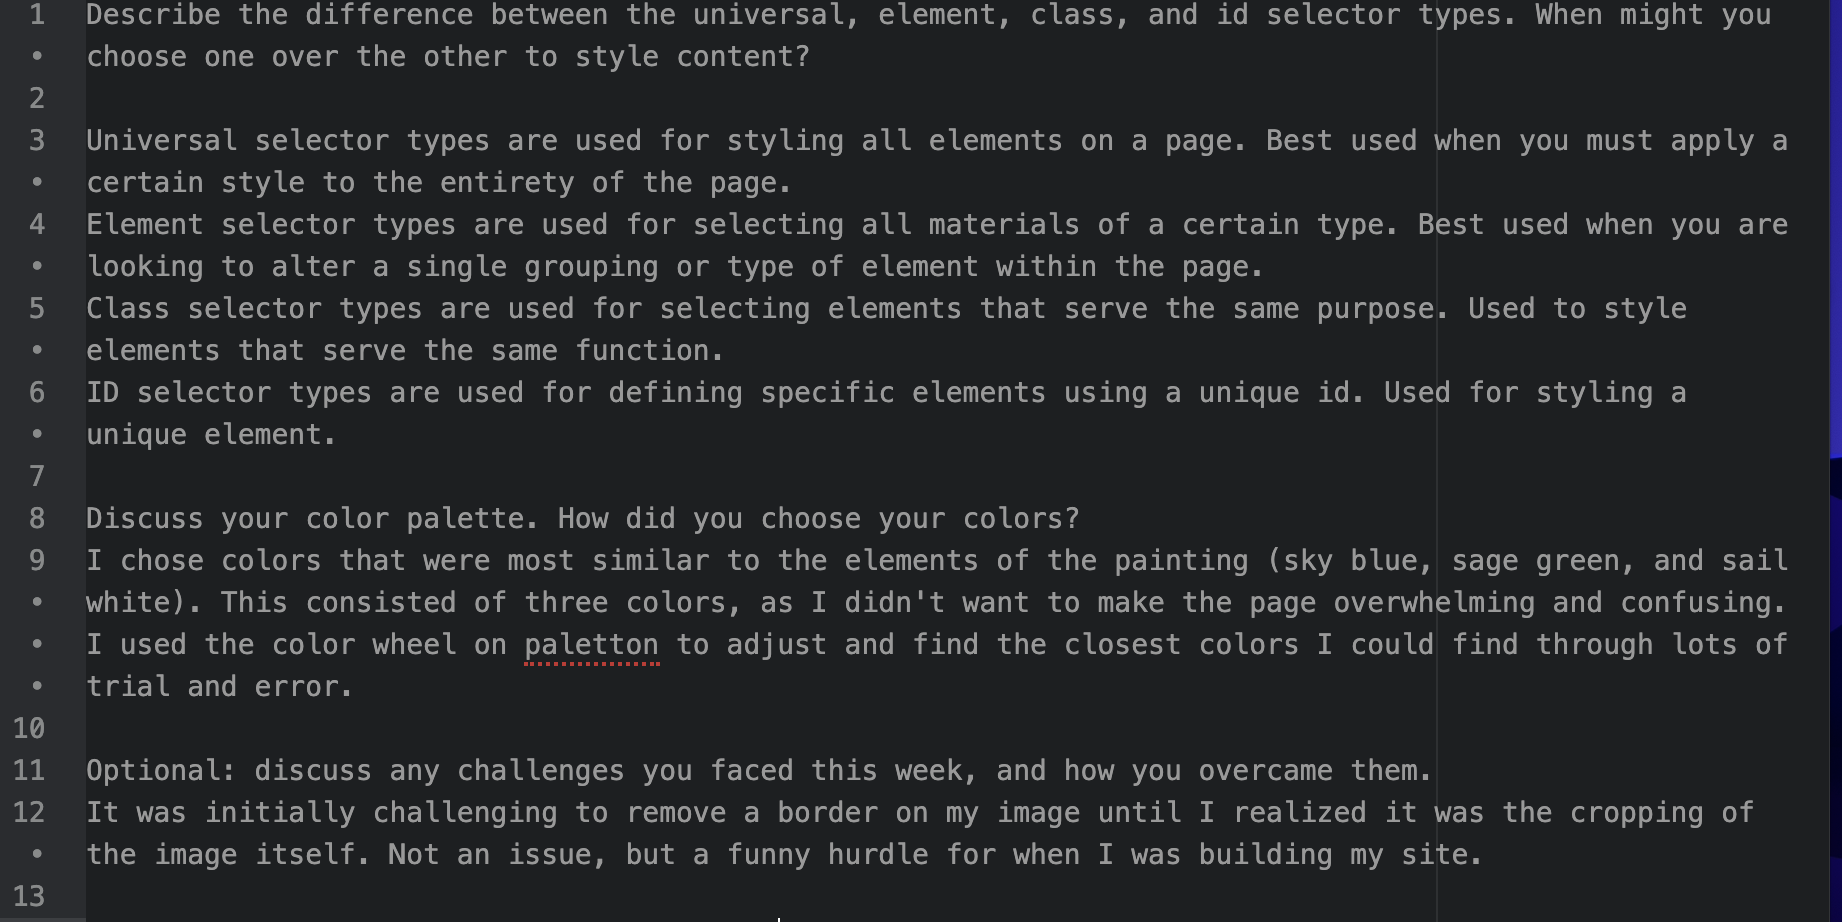 1 Describe the difference between the universal, element, class, and id selector types. When might you
• choose one over the other to style content?
2
3 Universal selector types are used for styling all elements on a page. Best used when you must apply a
• certain style to the entirety of the page.
4 Element selector types are used for selecting all materials of a certain type. Best used when you are
• looking to alter a single grouping or type of element within the page.
5 Class selector types are used for selecting elements that serve the same purpose. Used to style
• elements that serve the same function.
6 ID selector types are used for defining specific elements using a unique id. Used for styling a
• unique element.
7
8 Discuss your color palette. How did you choose your colors?
9 I chose colors that were most similar to the elements of the painting (sky blue, sage green, and sail
• white). This consisted of three colors, as I didn't want to make the page overwhelming and confusing.
• I used the color wheel on paletton to adjust and find the closest colors I could find through lots of
• trial and error.
10
11 Optional: discuss any challenges you faced this week, and how you overcame them.
12 It was initially challenging to remove a border on my image until I realized it was the cropping of
• the image itself. Not an issue, but a funny hurdle for when I was building my site.
13